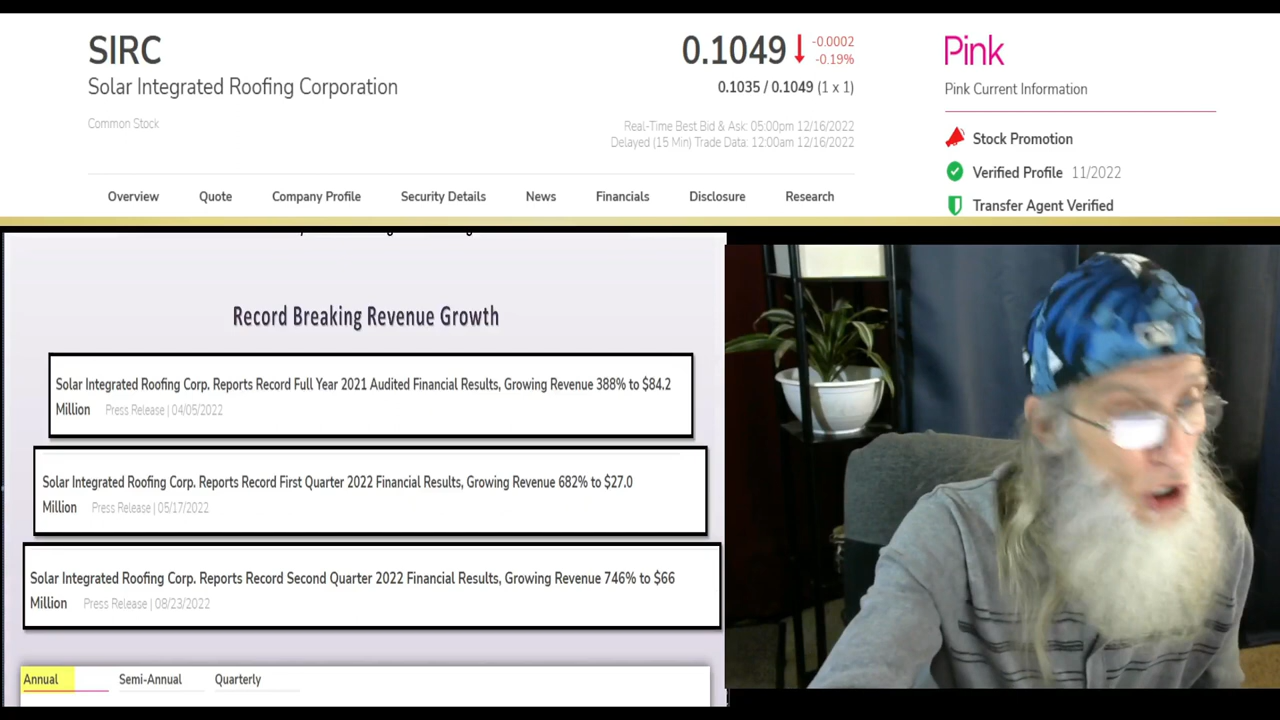 SIRC
Solar Integrated Roofing Corporation
Common Stock
0.1049
-0.0002
-0.19%
0.1035 / 0.1049 (1 x 1)
Real-Time Best Bid & Ask: 05:00pm 12/16/2022
Delayed (15 Min) Trade Data: 12:00am 12/16/2022
Pink
Pink Current Information
Stock Promotion
Verified Profile 11/2022
Transfer Agent Verified
Overview Quote Company Profile Security Details News Financials Disclosure Research
Record Breaking Revenue Growth
Solar Integrated Roofing Corp. Reports Record Full Year 2021 Audited Financial Results, Growing Revenue 388% to $84.2
Million Press Release | 04/05/2022
Solar Integrated Roofing Corp. Reports Record First Quarter 2022 Financial Results, Growing Revenue 682% to $27.0
Million Press Release | 05/17/2022
Solar Integrated Roofing Corp. Reports Record Second Quarter 2022 Financial Results, Growing Revenue 746% to $66
Million Press Release | 08/23/2022
Annual Semi-Annual Quarterly